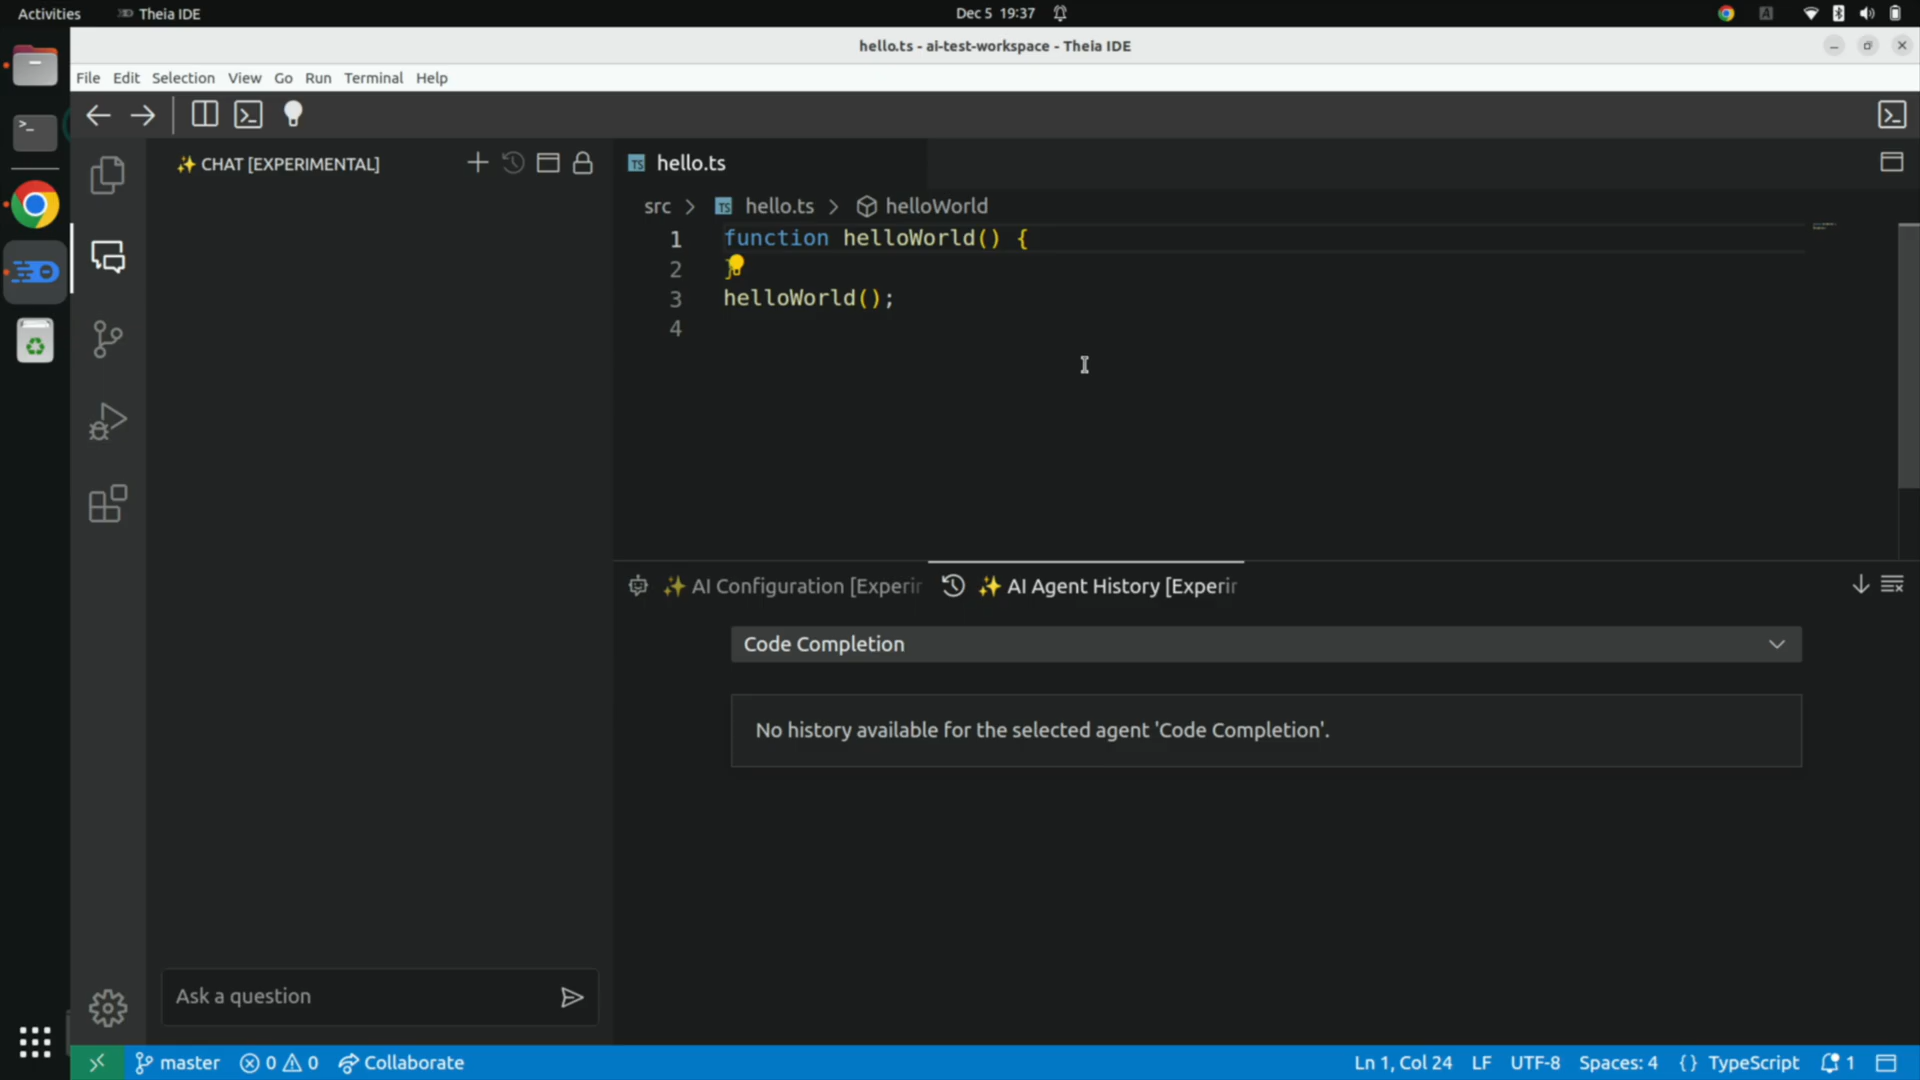 Activities
Theia IDE
Dec 5 19:37
hello.ts - ai-test-workspace - Theia IDE
File Edit Selection View Go Run Terminal Help
✨ CHAT [EXPERIMENTAL]
TS hello.ts
src > TS hello.ts > helloWorld
1 function helloWorld() {
2 }
3 helloWorld();
4
✨ AI Configuration [Experir
✨ AI Agent History [Experir
Code Completion
No history available for the selected agent 'Code Completion'.
Ask a question
master 0 0 Collaborate
Ln 1, Col 24 LF UTF-8 Spaces: 4 {} TypeScript 1